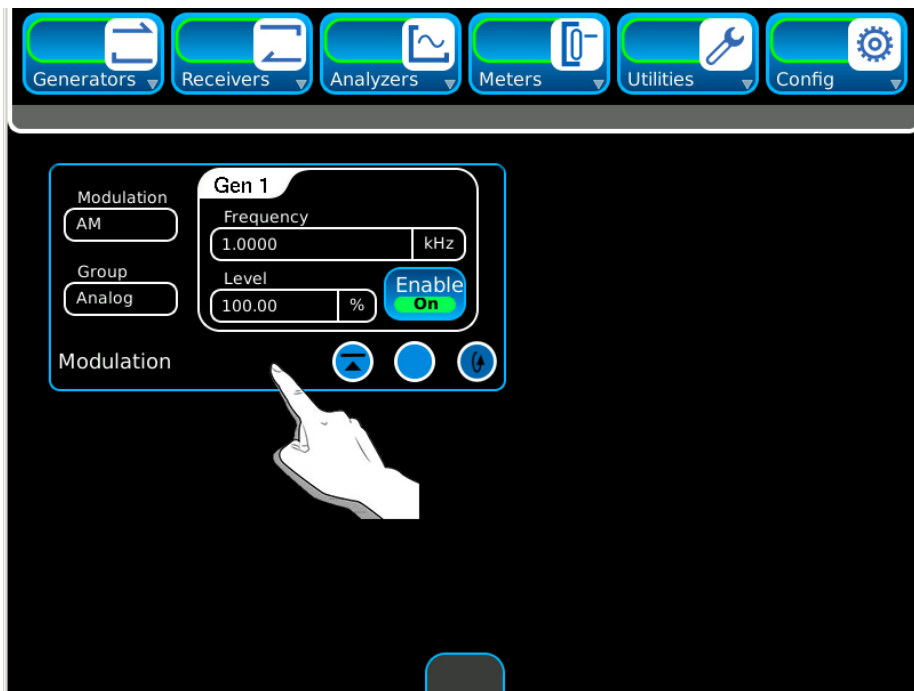 Generators Receivers Analyzers Meters Utilities Config
Gen 1
Modulation
AM
Frequency
1.0000 kHz
Group
Analog
Level
100.00 %
Enable
On
Modulation